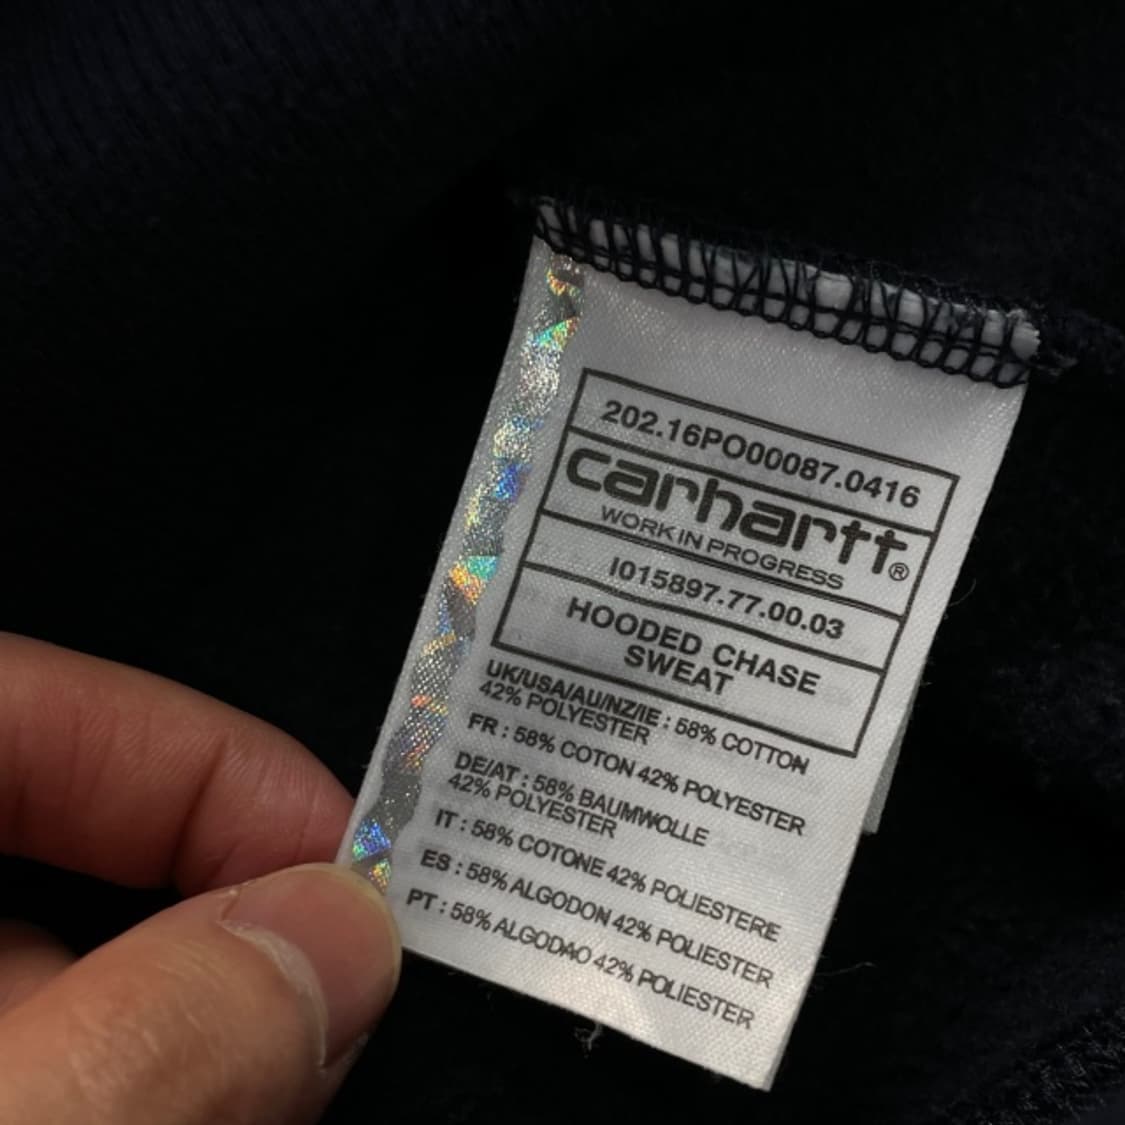 202.16PO00087.0416
carhartt®
WORK IN PROGRESS
I015897.77.00.03
HOODED CHASE
SWEAT
UK/USA/AU/NZ/IE : 58% COTTON
42% POLYESTER
FR : 58% COTON 42% POLYESTER
DE/AT : 58% BAUMWOLLE
42% POLYESTER
IT : 58% COTONE 42% POLIESTERE
ES : 58% ALGODON 42% POLIESTER
PT : 58% ALGODAO 42% POLIESTER